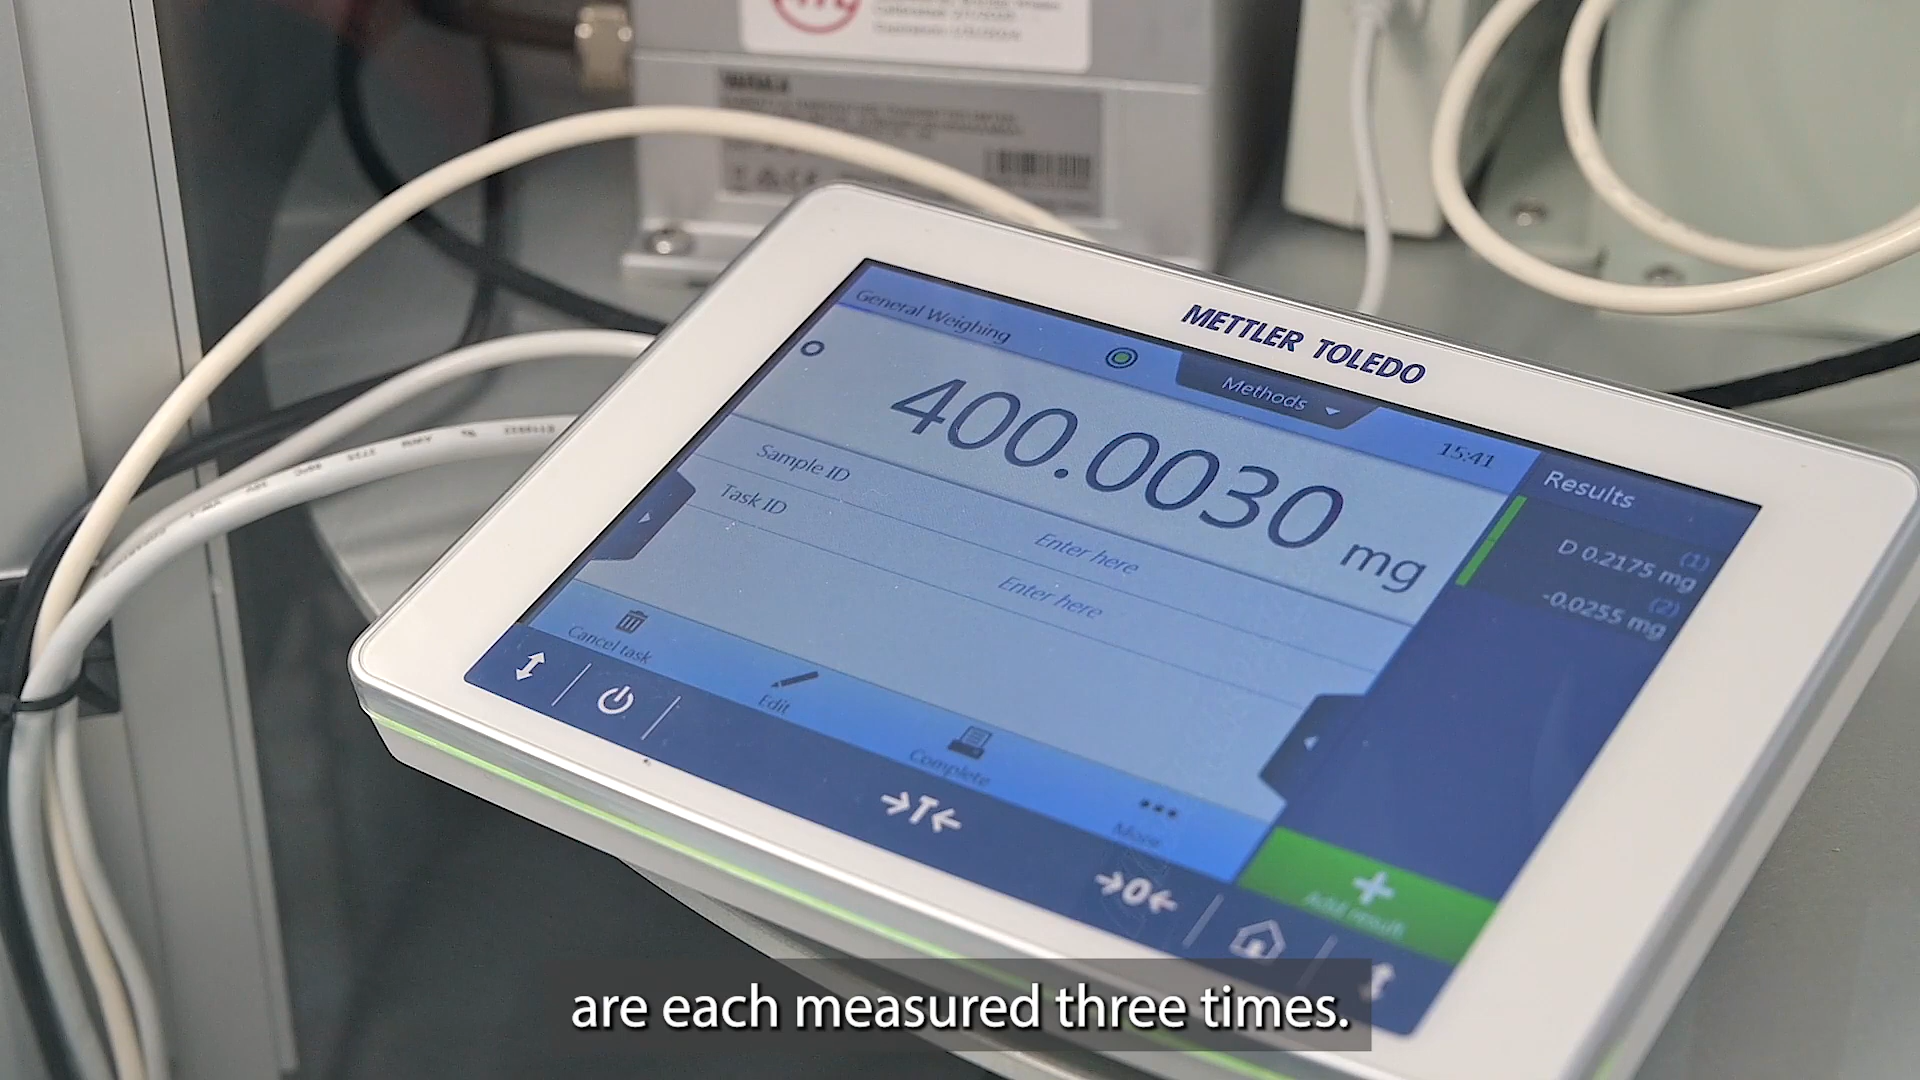 VAISALA
METTLER TOLEDO
General Weighing
Methods
15:41
400.0030 mg
Results
Sample ID
Enter here
Task ID
Enter here
(1)
D 0.2175 mg
(2)
-0.0255 mg
Cancel task
Edit
Complete
More
Add result
→T←
→0←
are each measured three times.